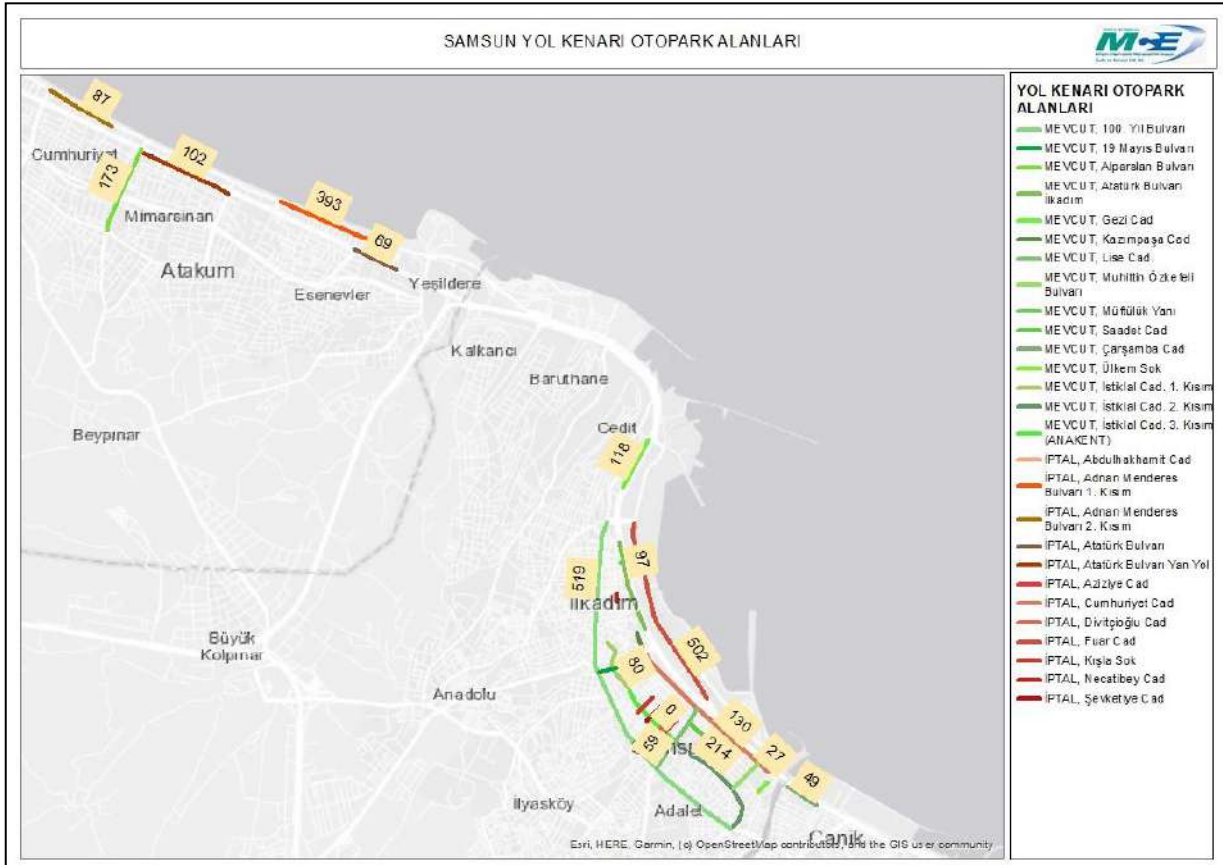 SAMSUN YOL KENARI OTOPARK ALANLARI
YOL KENARI OTOPARK
ALANLARI
MEVCUT, 100. Yıl Bulvarı
MEVCUT, 19 Mayıs Bulvarı
MEVCUT, Alparslan Bulvarı
MEVCUT, Atatürk Bulvarı
İlkadım
MEVCUT, Gezi Cad
MEVCUT, Kazımpaşa Cad
MEVCUT, Lise Cad
MEVCUT, Muhittin Özkefeli
Bulvarı
MEVCUT, Müftülük Yanı
MEVCUT, Saadet Cad
MEVCUT, Çarşamba Cad
MEVCUT, Ülkem Sok
MEVCUT, İstiklal Cad. 1. Kısım
MEVCUT, İstiklal Cad. 2. Kısım
MEVCUT, İstiklal Cad. 3. Kısım
(ANAKENT)
İPTAL, Abdulhakhamit Cad
İPTAL, Adnan Menderes
Bulvarı 1. Kısım
İPTAL, Adnan Menderes
Bulvarı 2. Kısım
İPTAL, Atatürk Bulvarı
İPTAL, Atatürk Bulvarı Yan Yol
İPTAL, Aziziye Cad
İPTAL, Cumhuriyet Cad
İPTAL, Divitçioğlu Cad
İPTAL, Fuar Cad
İPTAL, Kışla Sok
İPTAL, Necatibey Cad
İPTAL, Şevketiye Cad
87
Cumhuriyet
102
173
Mimarsinan
393
69
Atakum
Esenevler
Yeşildere
Kalkancı
Baruthane
Beypınar
Cedit
118
97
519
İlkadım
Büyük
Kolpınar
80
502
Anadolu
0
130
59
214
27
49
İlyasköy
Adalet
Canik
Esri, HERE, Garmin, (c) OpenStreetMap contributors, and the GIS user community